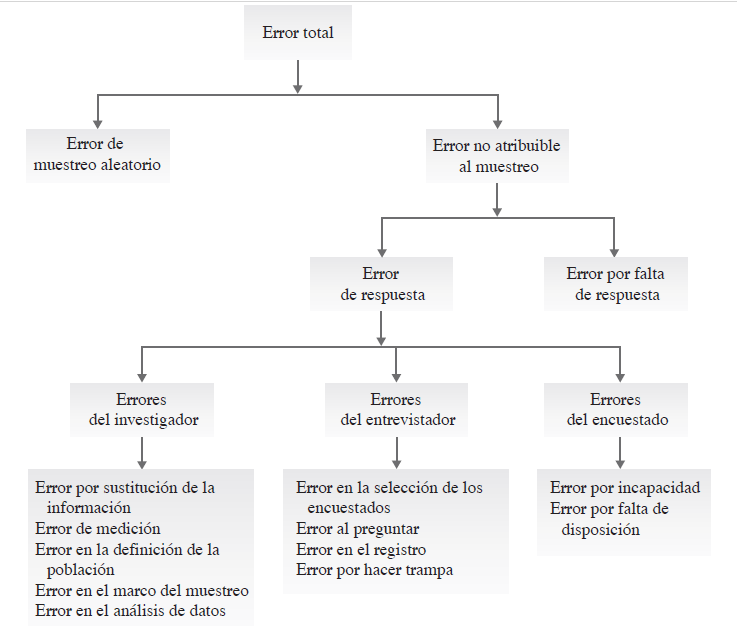 Error total
Error de
muestreo aleatorio
Error no atribuible
al muestreo
Error
de respuesta
Error por falta
de respuesta
Errores
del investigador
Errores
del entrevistador
Errores
del encuestado
Error por sustitución de la
información
Error de medición
Error en la definición de la
población
Error en el marco del muestreo
Error en el análisis de datos
Error en la selección de los
encuestados
Error al preguntar
Error en el registro
Error por hacer trampa
Error por incapacidad
Error por falta de
disposición